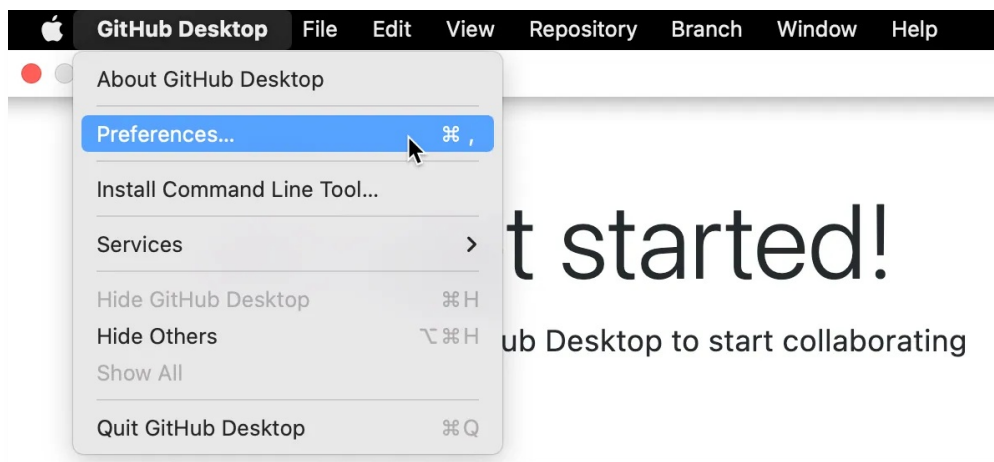 GitHub Desktop File Edit View Repository Branch Window Help
About GitHub Desktop
Preferences... ⌘ ,
Install Command Line Tool...
Services >
t started!
Hide GitHub Desktop ⌘H
Hide Others ⌥⌘H
ub Desktop to start collaborating
Show All
Quit GitHub Desktop ⌘Q